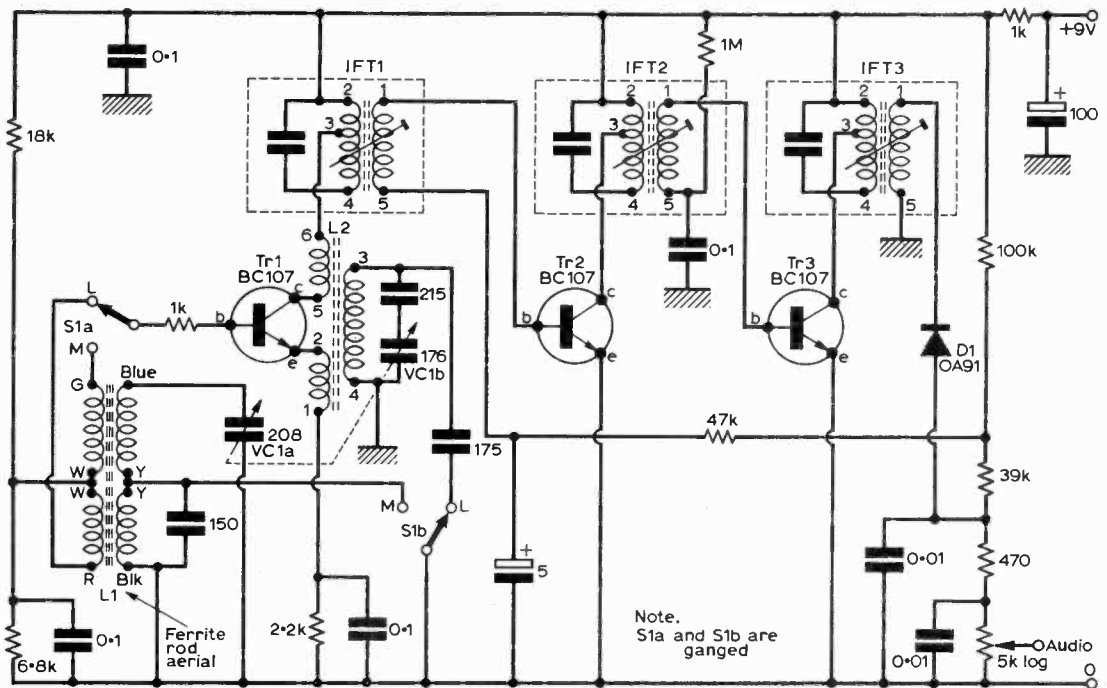 0·1
1k
+9V
+
100
18k
IFT1
2
1
3
4
5
1M
IFT2
2
1
3
4
5
0·1
IFT3
2
1
3
4
5
100k
L2
6
5
2
1
3
4
Tr1
BC107
b
c
e
215
176
VC1b
L
S1a
M
1k
G
Blue
208
VC1a
W
Y
W
Y
150
R
Blk
L1
Ferrite
rod
aerial
6·8k
0·1
2·2k
0·1
175
M
L
S1b
Tr2
BC107
b
c
e
Tr3
BC107
b
c
e
D1
OA91
47k
39k
+
5
0·01
470
0·01
Audio
5k log
Note.
S1a and S1b are
ganged
0